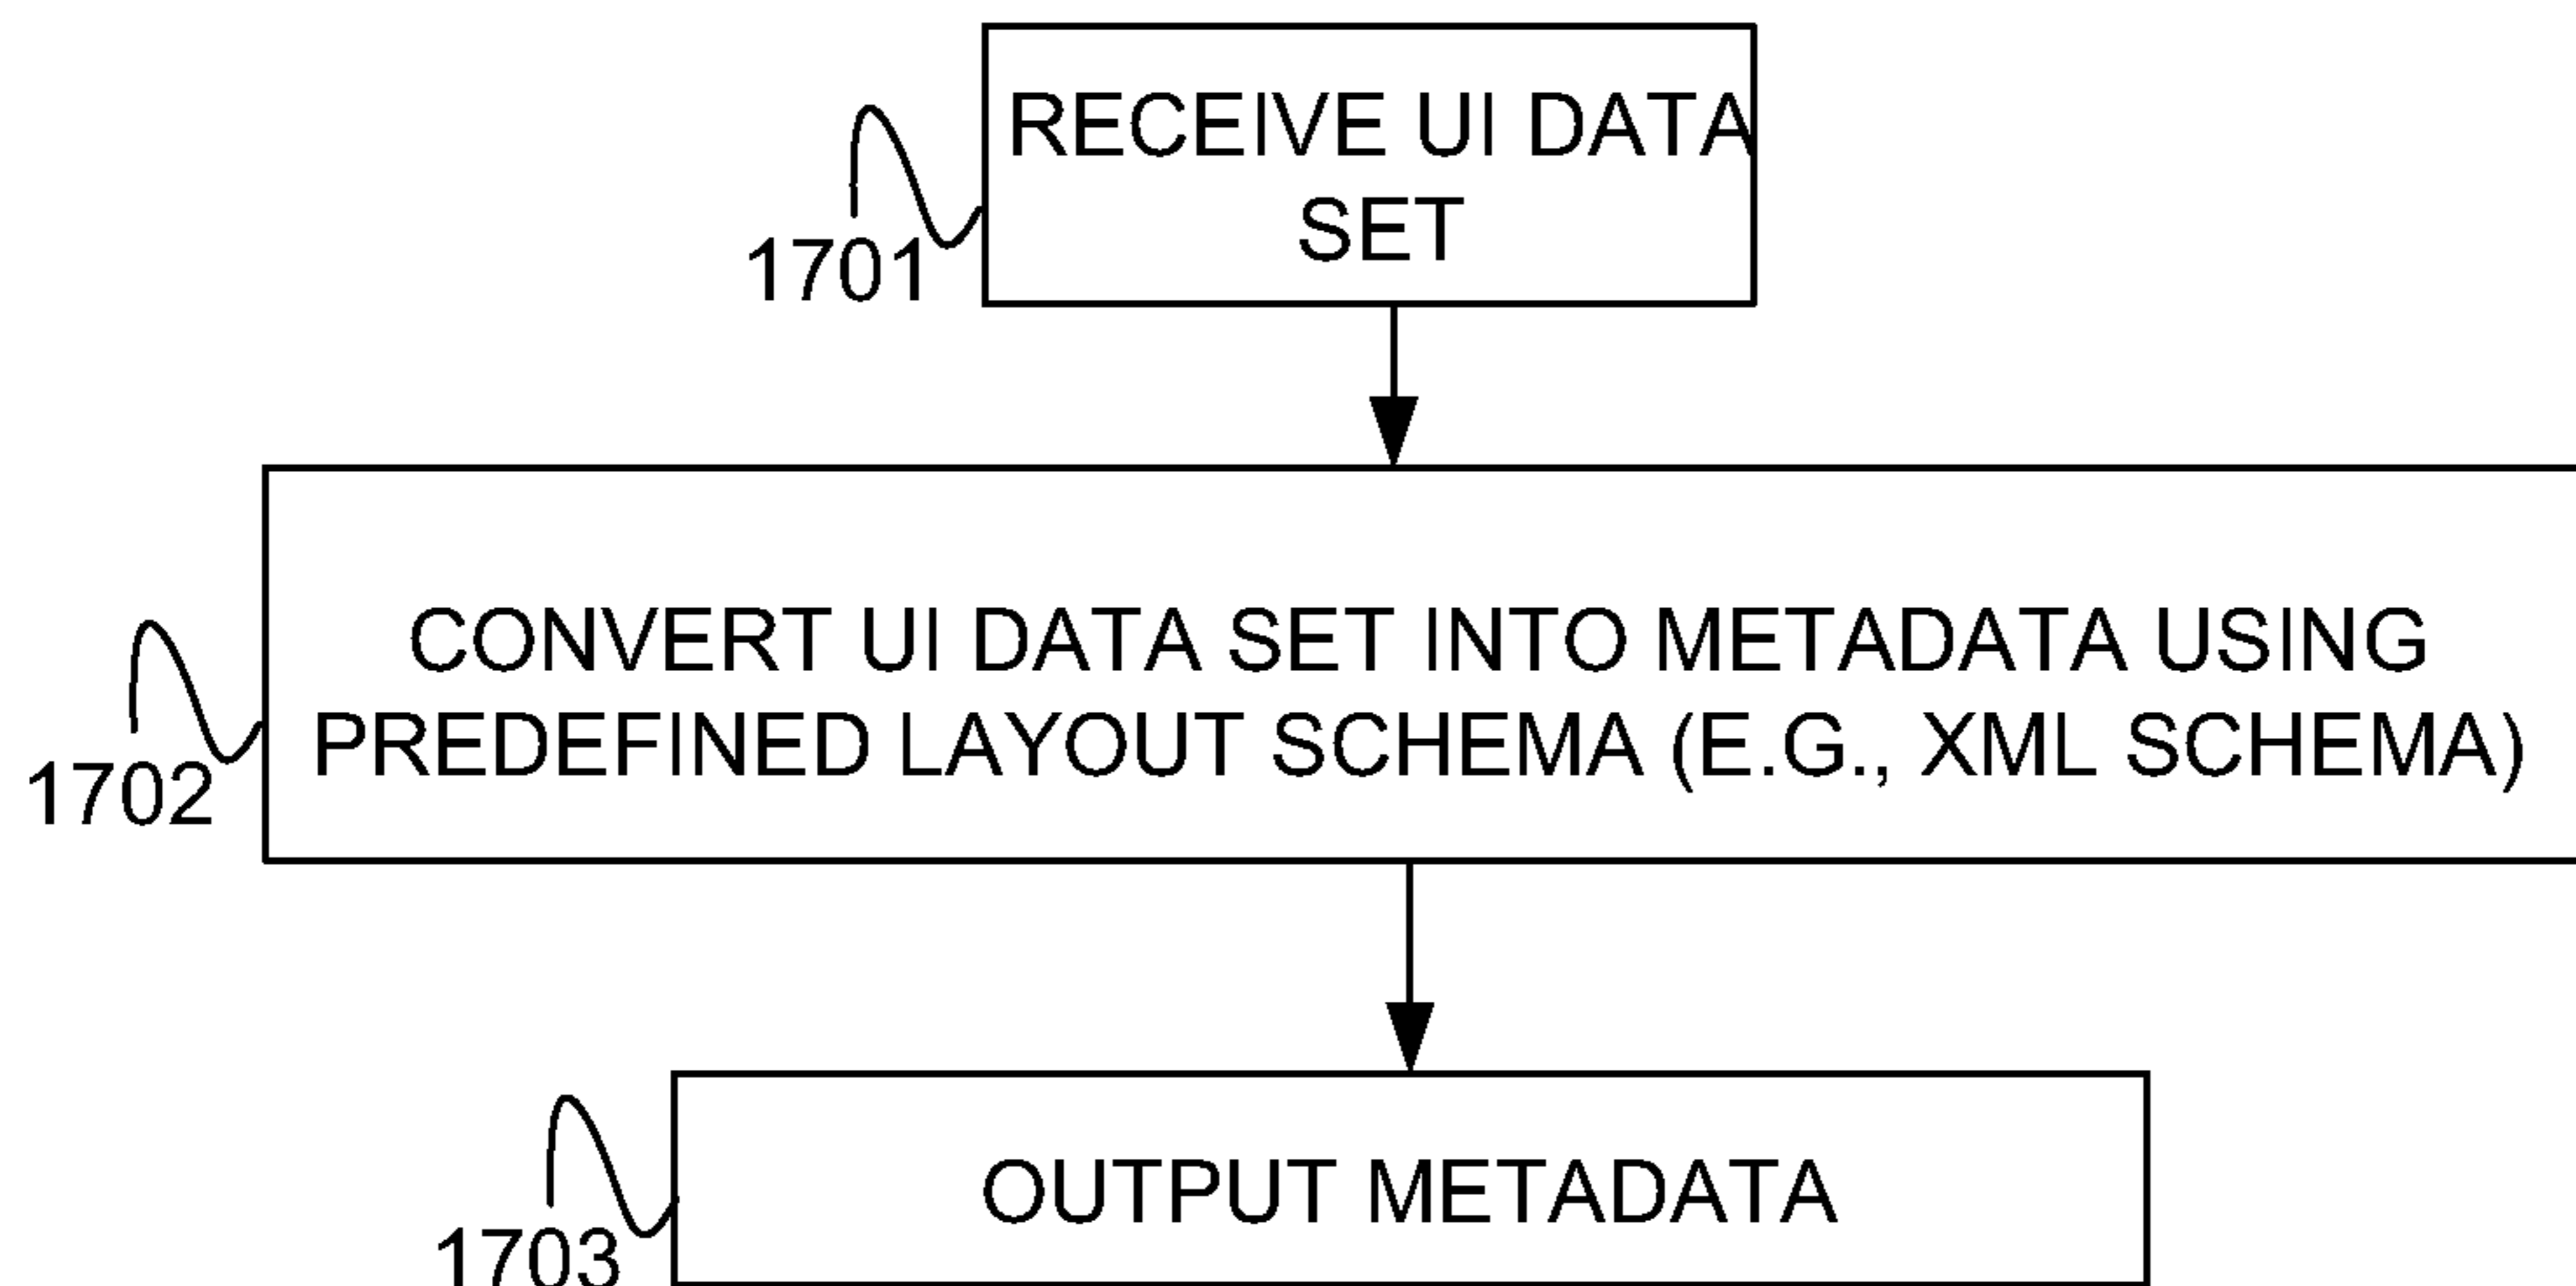 RECEIVE UI DATA
SET
1701
CONVERT UI DATA SET INTO METADATA USING
PREDEFINED LAYOUT SCHEMA (E.G., XML SCHEMA)
1702
OUTPUT METADATA
1703